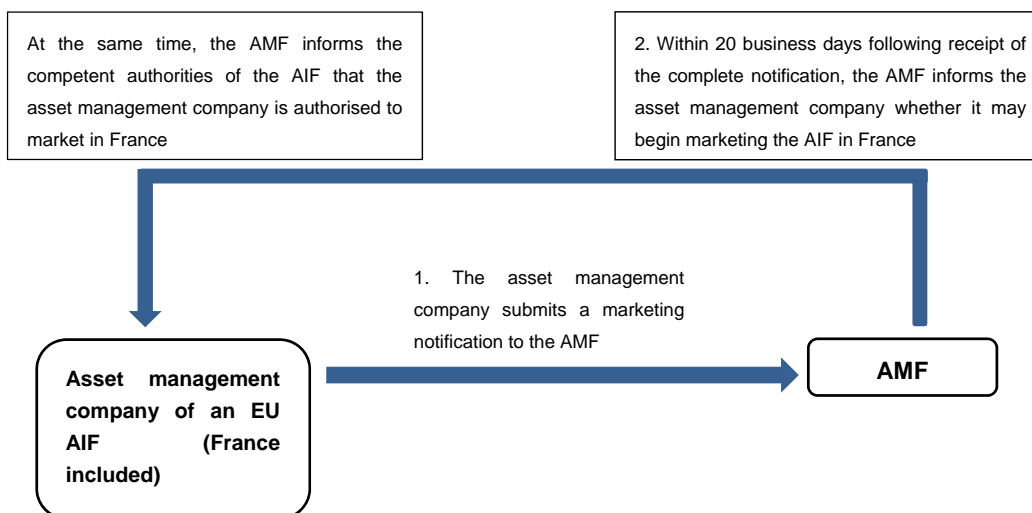 At the same time, the AMF informs the
competent authorities of the AIF that the
asset management company is authorised to
market in France
2. Within 20 business days following receipt of
the complete notification, the AMF informs the
asset management company whether it may
begin marketing the AIF in France
1. The asset management
company submits a marketing
notification to the AMF
Asset management
company of an EU
AIF (France
included)
AMF